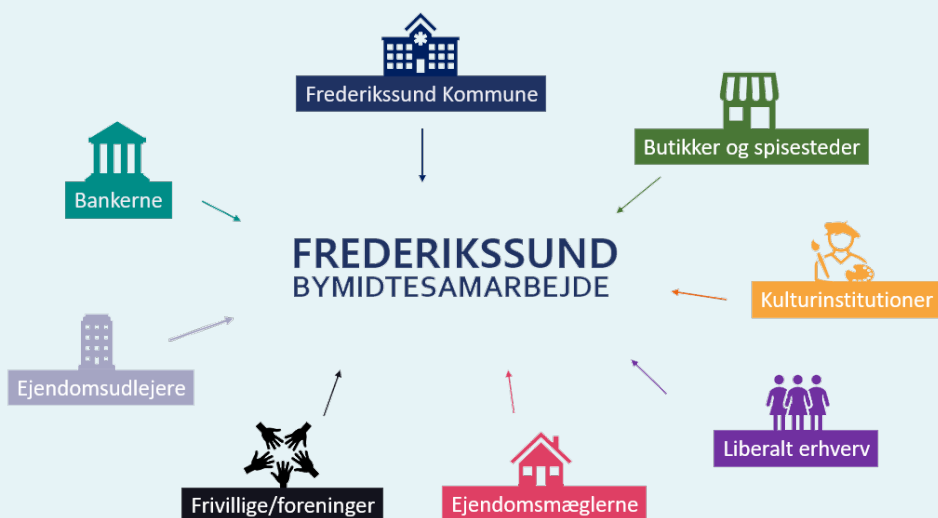 Frederikssund Kommune
Butikker og spisesteder
Bankerne
FREDERIKSSUND
BYMIDTESAMARBEJDE
Kulturinstitutioner
Ejendomsudlejere
Liberalt erhverv
Frivillige/foreninger
Ejendomsmæglerne